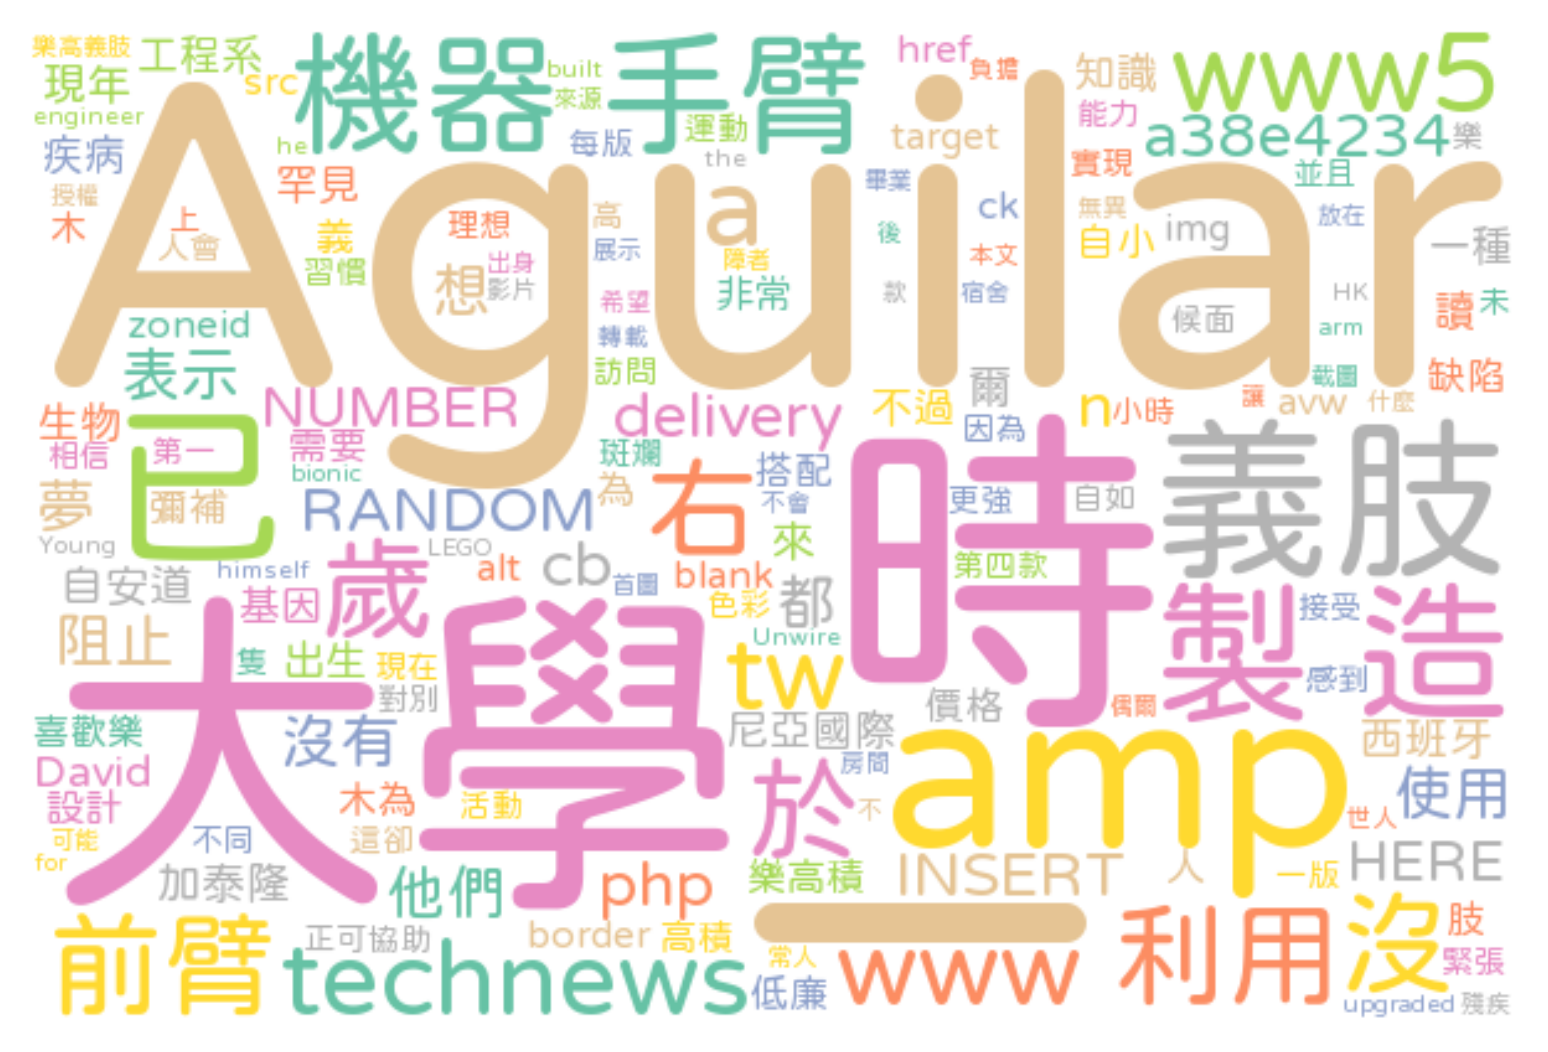 樂高義肢
工程系
src
機器手臂
built
來源
href
負擔
知識
www5
現年
engineer
he
每版
運動
the
target
能力
a38e4234
樂
疾病
罕見
Aguilar
a
畢業
ck
實現
並且
授權
木
上
人會
義
習慣
理想
想
出身
影片
高
展示
障者
非常
後
本文
無異
自小
img
放在
一種
希望
款
宿舍
HK
讀
未
zoneid
表示
轉載
訪問
候面
arm
截圖
缺陷
生物
相信
NUMBER
第一
需要
bionic
delivery
不過
爾
因為
n
小時
讓
avw
什麼
已
夢
彌補
RANDOM
斑斕
為
右
搭配
不會
時
更強
自如
義肢
Young
自安道
himself
LEGO
歲
基因
alt
cb
首圖
blank
來
都
色彩
第四款
製造
接受
阻止
隻
出生
現在
對別
大學
Unwire
tw
價格
偶爾
感到
喜歡樂
沒有
尼亞國際
房間
西班牙
David
設計
木為
活動
於
不
amp
世人
使用
可能
for
不同
這卻
加泰隆
他們
php
樂高積
INSERT
人
一版
HERE
前臂
正可協助
border
高積
一
technews
常人
低廉
www
利用
沒
肢
緊張
upgraded
殘疾